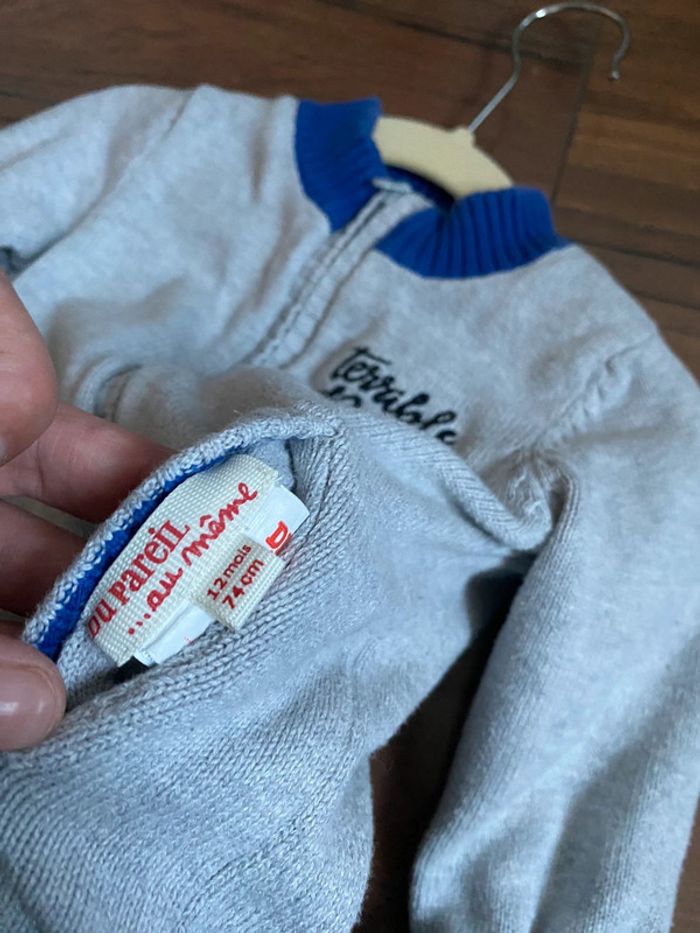 Terrible
DU PAREIL
...au même
12 mois
74 cm
D